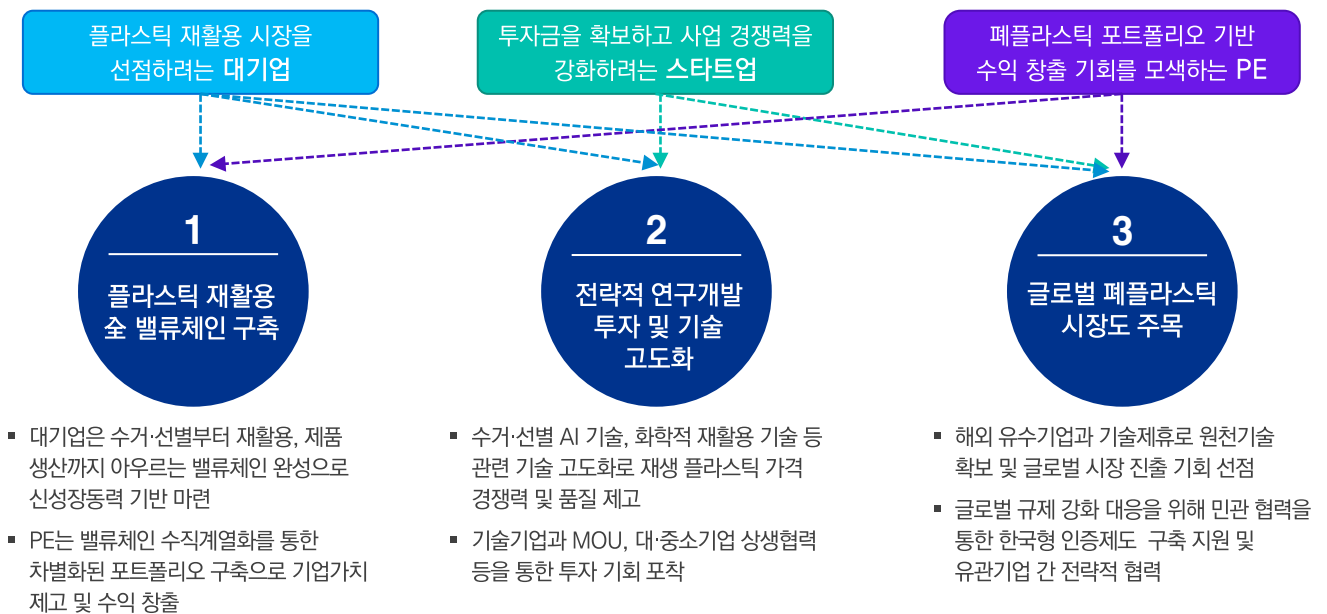 플라스틱 재활용 시장을
선점하려는 대기업
투자금을 확보하고 사업 경쟁력을
강화하려는 스타트업
폐플라스틱 포트폴리오 기반
수익 창출 기회를 모색하는 PE
1
플라스틱 재활용
全 밸류체인 구축
2
전략적 연구개발
투자 및 기술
고도화
3
글로벌 폐플라스틱
시장도 주목
▪ 대기업은 수거·선별부터 재활용, 제품
생산까지 아우르는 밸류체인 완성으로
신성장동력 기반 마련
▪ PE는 밸류체인 수직계열화를 통한
차별화된 포트폴리오 구축으로 기업가치
제고 및 수익 창출
▪ 수거·선별 AI 기술, 화학적 재활용 기술 등
관련 기술 고도화로 재생 플라스틱 가격
경쟁력 및 품질 제고
▪ 기술기업과 MOU, 대·중소기업 상생협력
등을 통한 투자 기회 포착
▪ 해외 유수기업과 기술제휴로 원천기술
확보 및 글로벌 시장 진출 기회 선점
▪ 글로벌 규제 강화 대응을 위해 민관 협력을
통한 한국형 인증제도 구축 지원 및
유관기업 간 전략적 협력